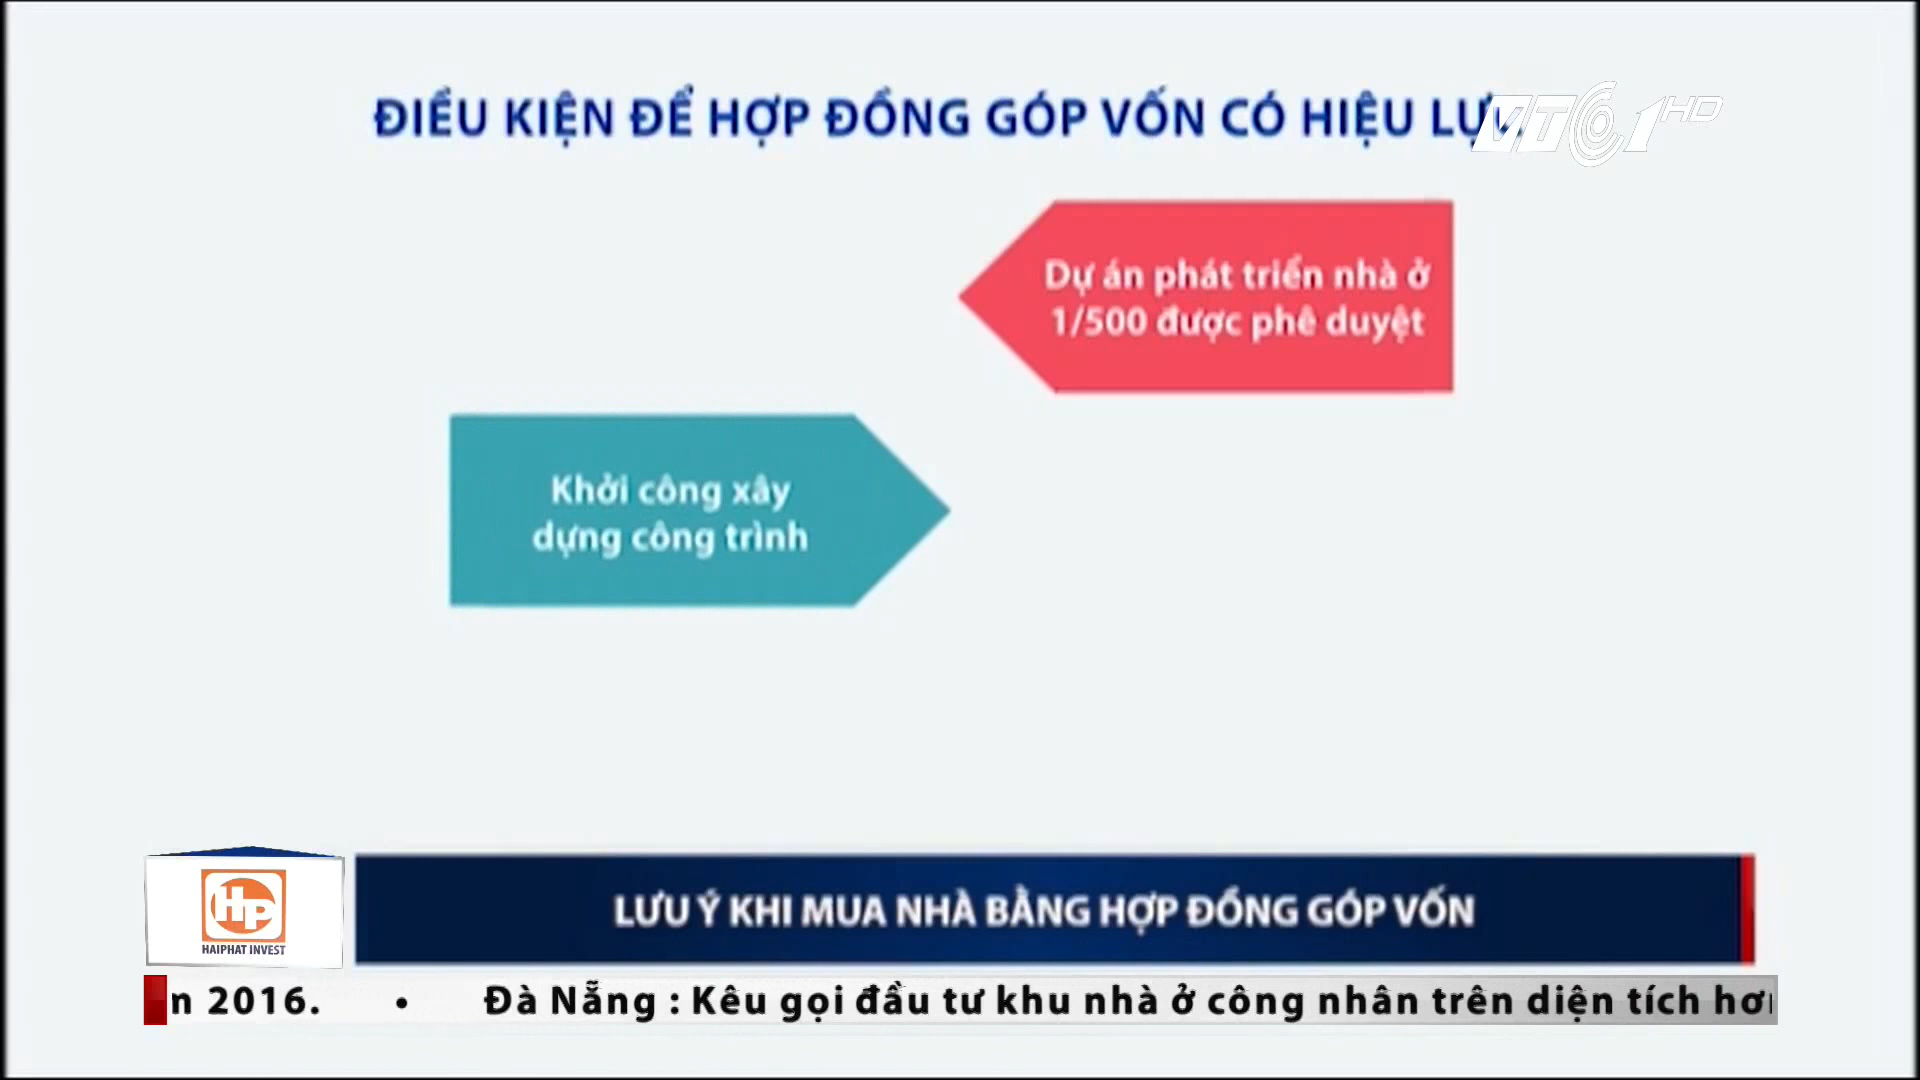 ĐIỀU KIỆN ĐỂ HỢP ĐỒNG GÓP VỐN CÓ HIỆU LỰC
VTC1 HD
Dự án phát triển nhà ở
1/500 được phê duyệt
Khởi công xây
dựng công trình
HP
HAIPHAT INVEST
LƯU Ý KHI MUA NHÀ BẰNG HỢP ĐỒNG GÓP VỐN
n 2016. • Đà Nẵng : Kêu gọi đầu tư khu nhà ở công nhân trên diện tích hơ